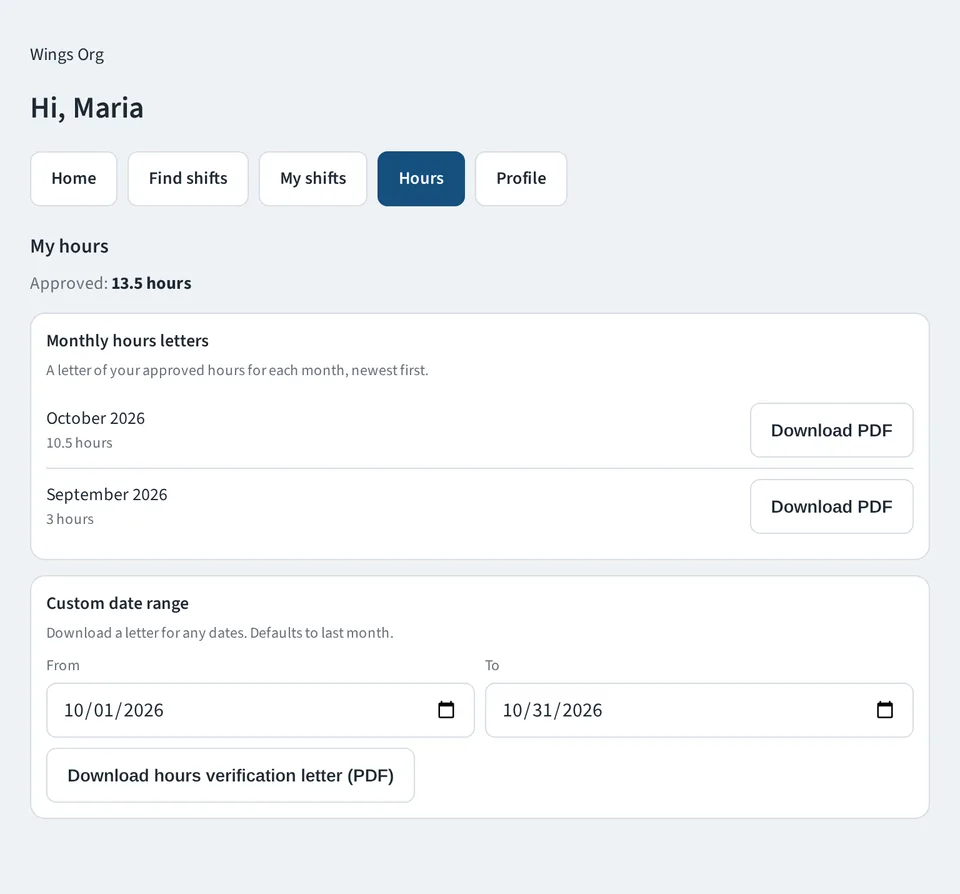 Wings Org
Hi, Maria
Home Find shifts My shifts Hours Profile
My hours
Approved: 13.5 hours
Monthly hours letters
A letter of your approved hours for each month, newest first.
October 2026
10.5 hours
Download PDF
September 2026
3 hours
Download PDF
Custom date range
Download a letter for any dates. Defaults to last month.
From To
10/01/2026 10/31/2026
Download hours verification letter (PDF)